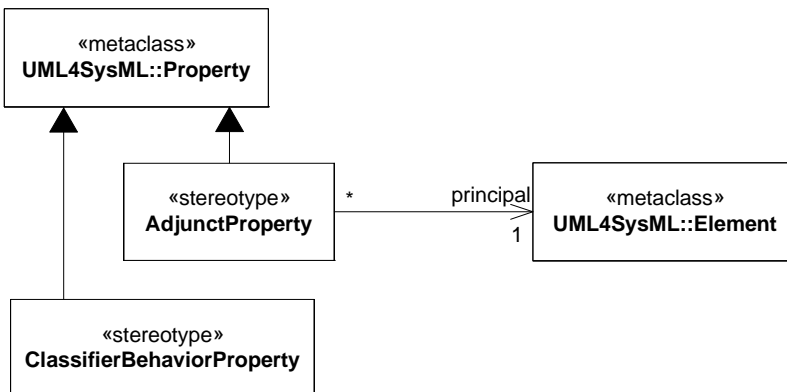 «metaclass»
UML4SysML::Property
«stereotype»
AdjunctProperty
*
principal
1
«metaclass»
UML4SysML::Element
«stereotype»
ClassifierBehaviorProperty